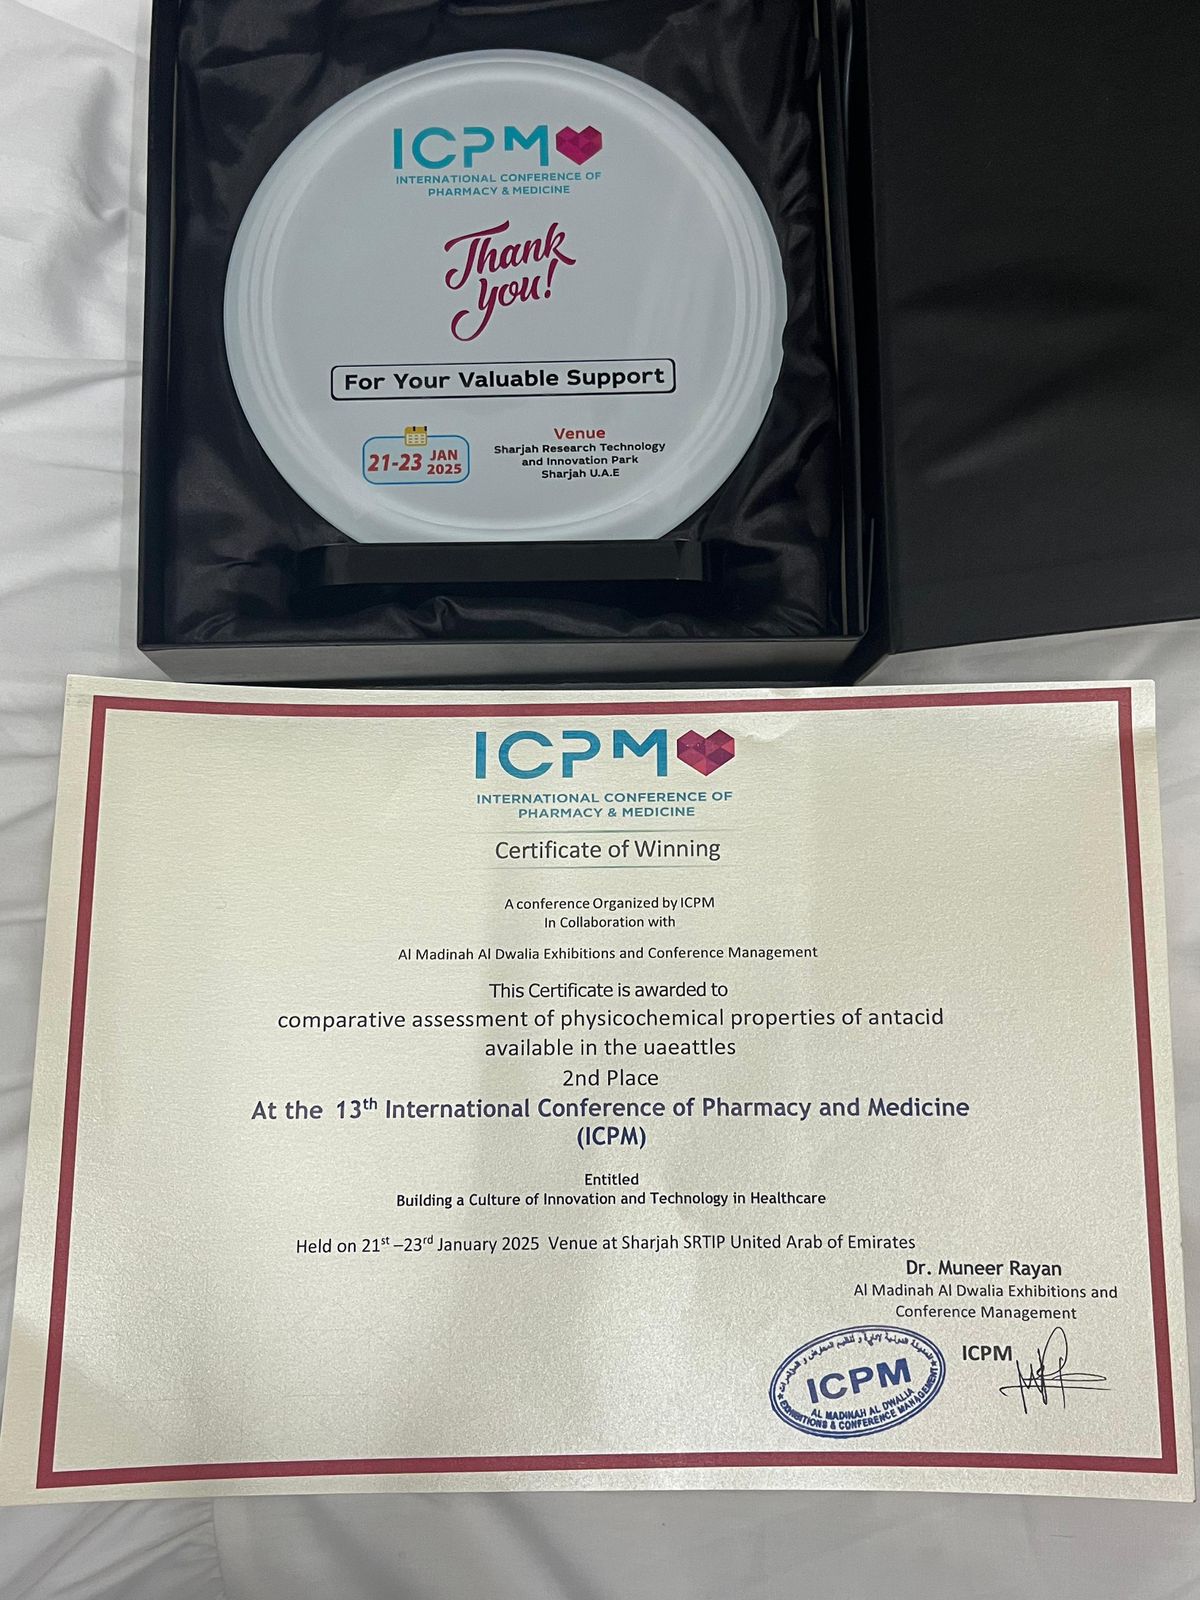 ICPM
INTERNATIONAL CONFERENCE OF
PHARMACY & MEDICINE
Thank
you!
For Your Valuable Support
21-23 JAN
2025
Venue
Sharjah Research Technology
and Innovation Park
Sharjah U.A.E
ICPM
INTERNATIONAL CONFERENCE OF
PHARMACY & MEDICINE
Certificate of Winning
A conference Organized by ICPM
In Collaboration with
Al Madinah Al Dwalia Exhibitions and Conference Management
This Certificate is awarded to
comparative assessment of physicochemical properties of antacid
available in the uaeattles
2nd Place
At the 13th International Conference of Pharmacy and Medicine
(ICPM)
Entitled
Building a Culture of Innovation and Technology in Healthcare
Held on 21st –23rd January 2025 Venue at Sharjah SRTIP United Arab of Emirates
Dr. Muneer Rayan
Al Madinah Al Dwalia Exhibitions and
Conference Management
ICPM
ICPM
AL MADINAH AL DWALIA
EXHIBITIONS & CONFERENCE MANAGEMENT